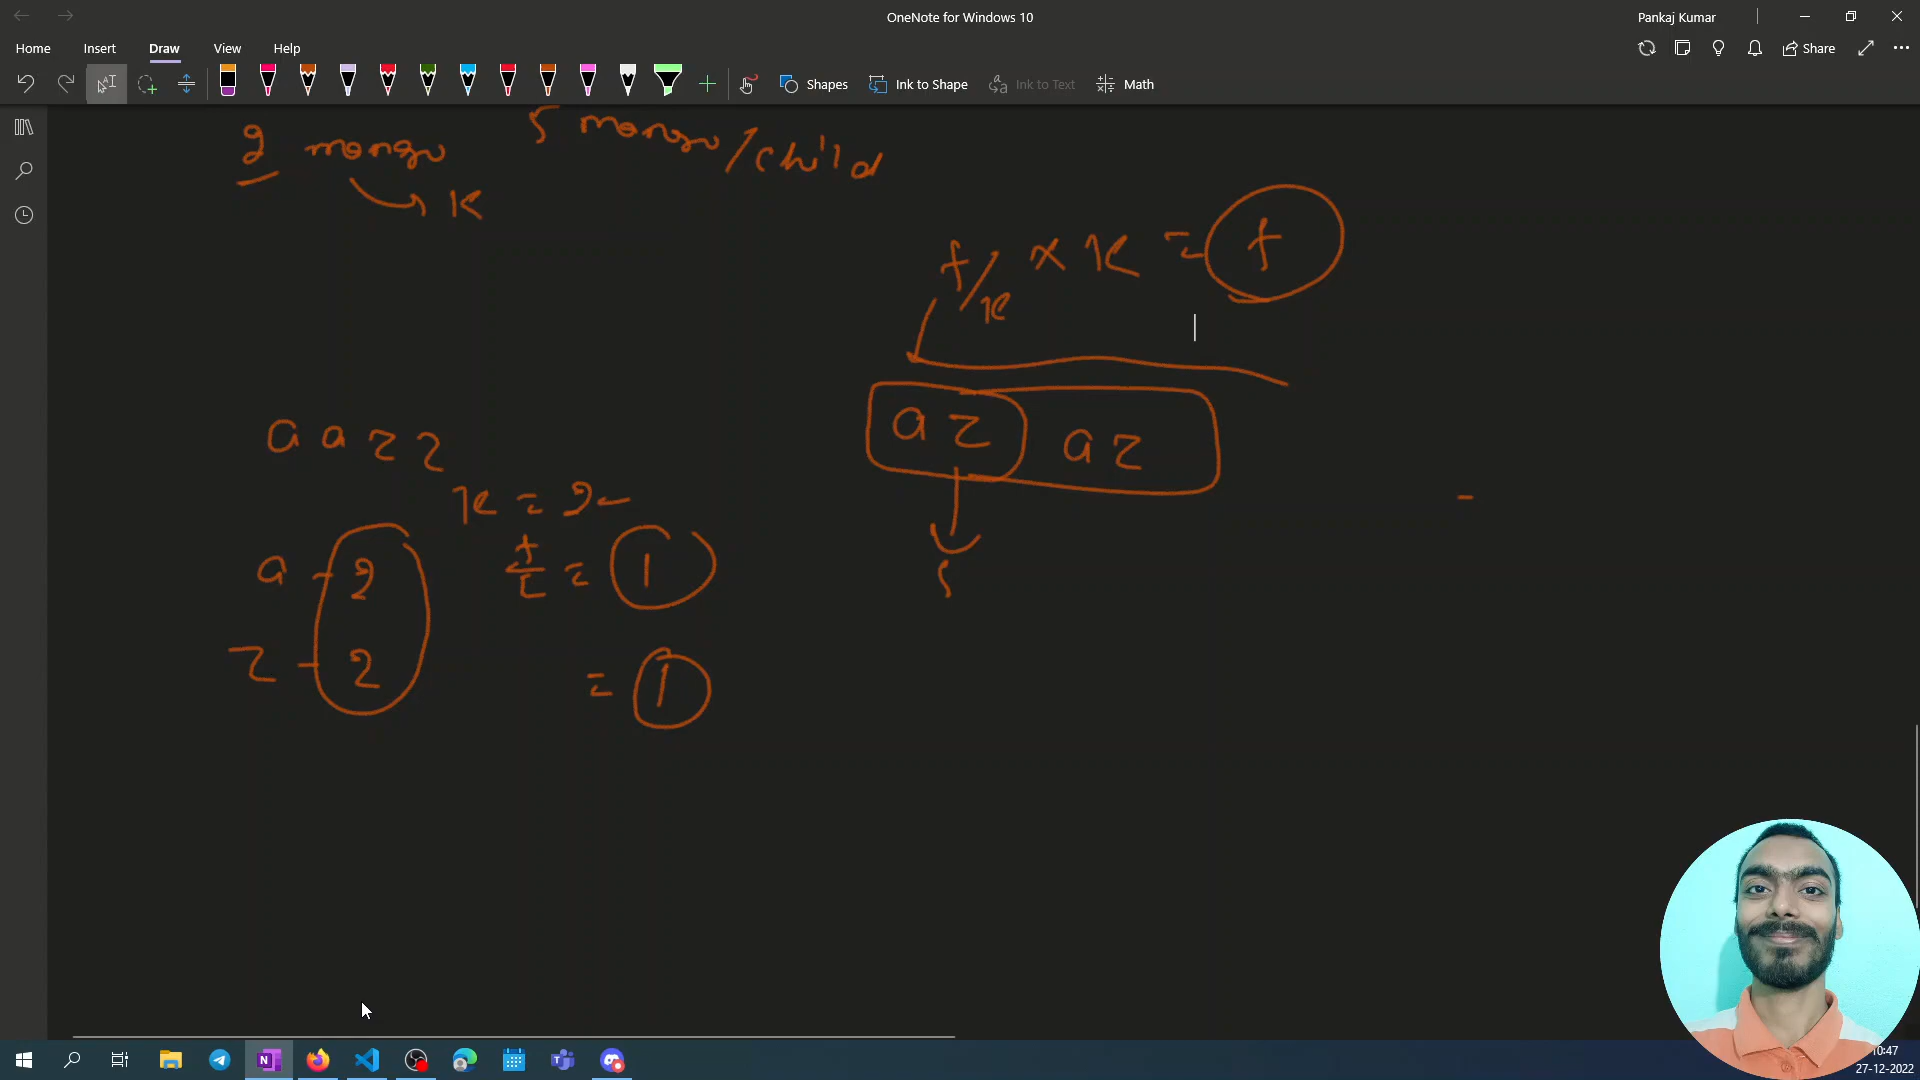 OneNote for Windows 10
Pankaj Kumar
Home Insert Draw View Help
Share
Shapes Ink to Shape Ink to Text Math
2 mango
5 mango/child
K
f/K × K = f
a z a z
a a z z
K = 2
a - 2
= 1
z - 2
= 1
s
10:47
27-12-2022